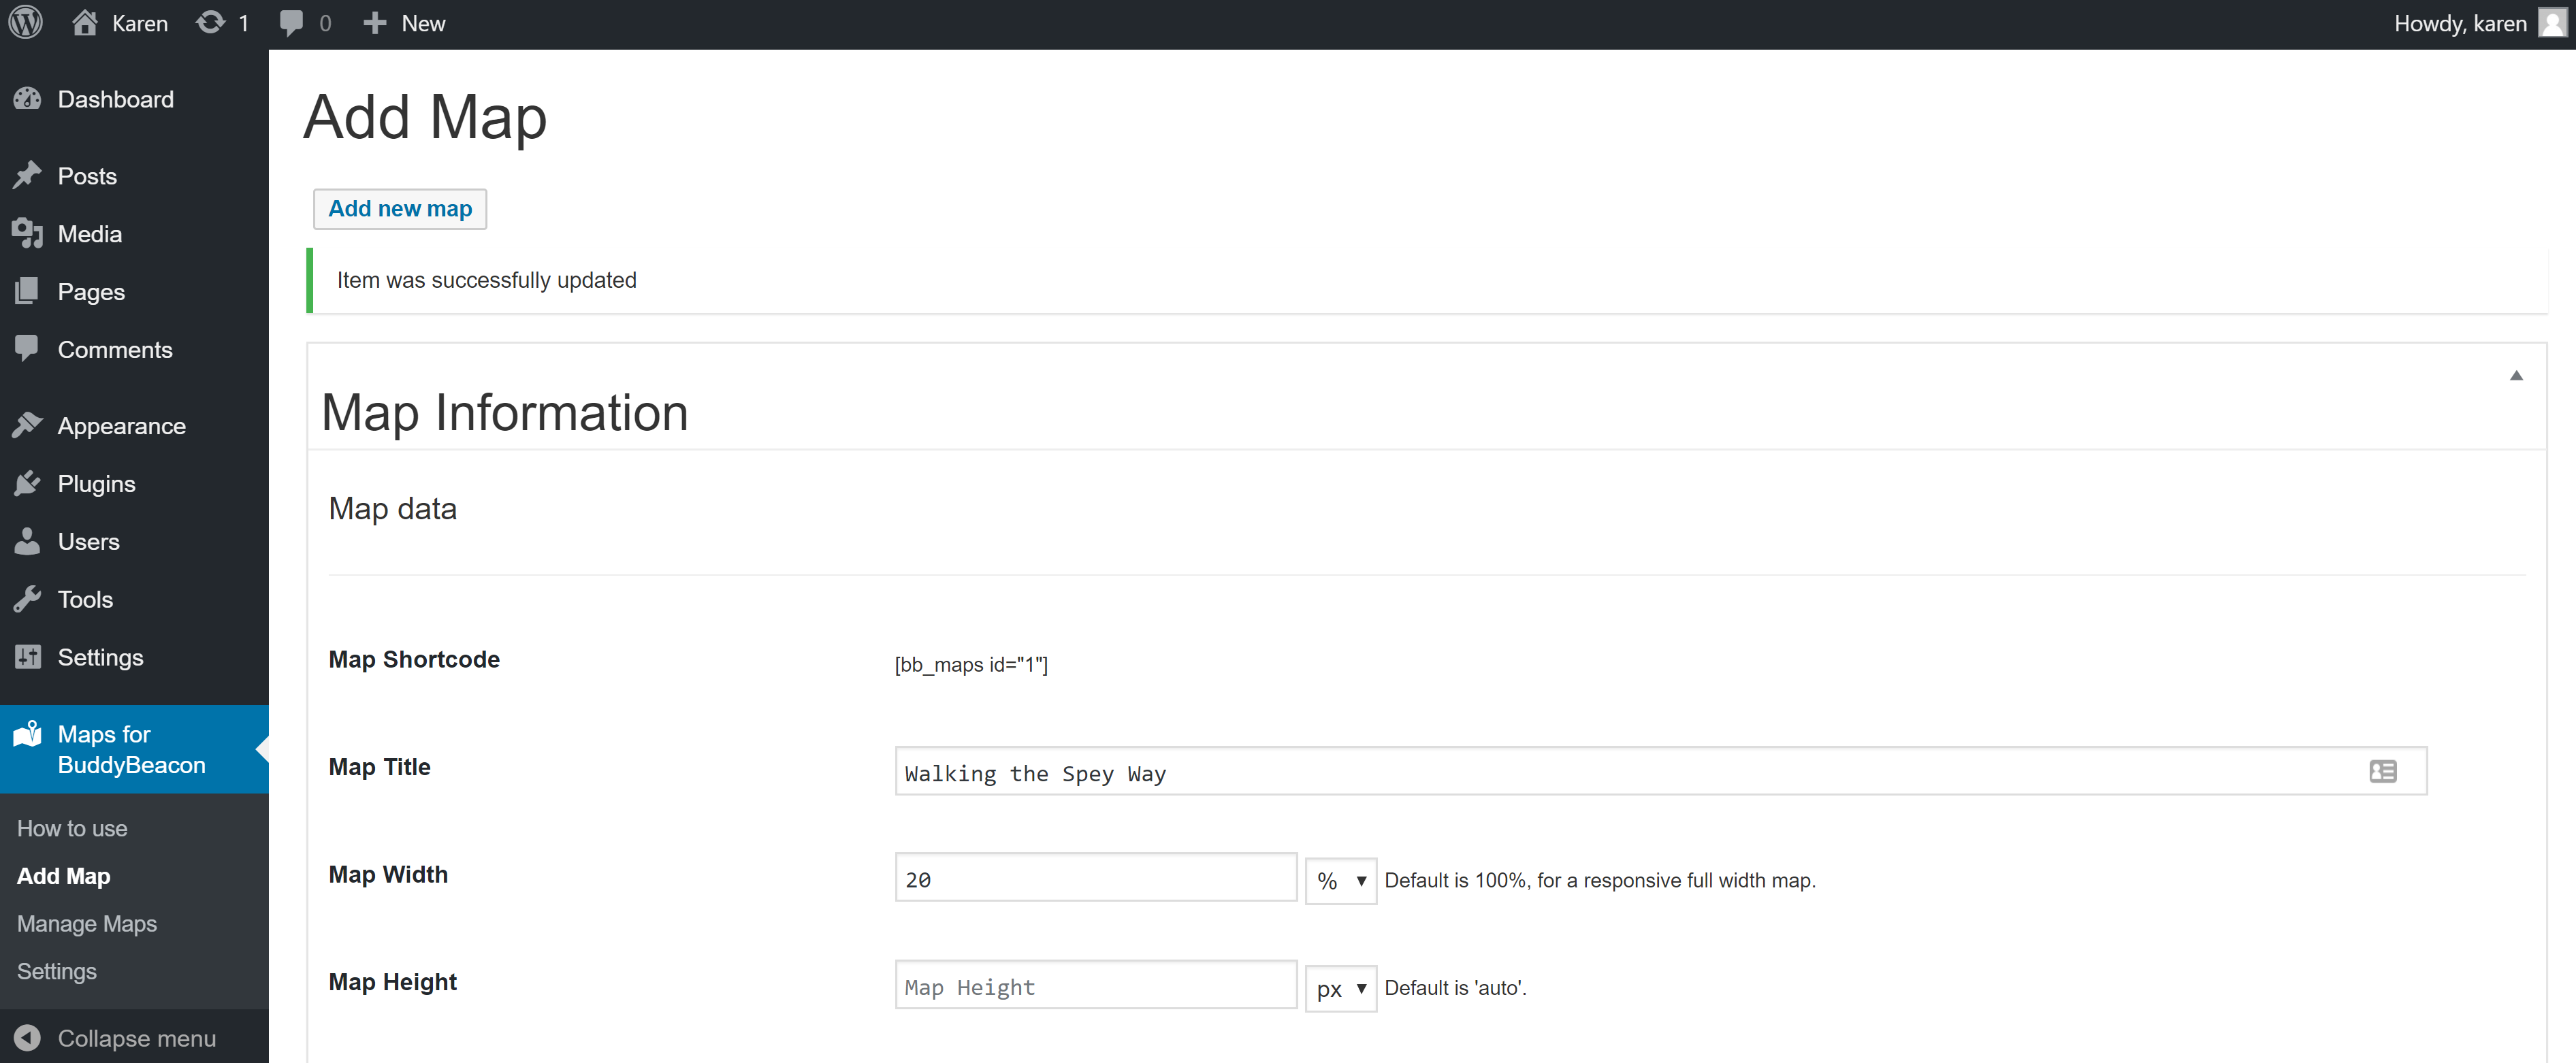 Karen 1 0 New Howdy, karen
Dashboard
Posts
Media
Pages
Comments
Appearance
Plugins
Users
Tools
Settings
Maps for
BuddyBeacon
How to use
Add Map
Manage Maps
Settings
Collapse menu
Add Map
Add new map
Item was successfully updated
Map Information
Map data
Map Shortcode [bb_maps id="1"]
Map Title Walking the Spey Way
Map Width 20 % Default is 100%, for a responsive full width map.
Map Height Map Height px Default is 'auto'.